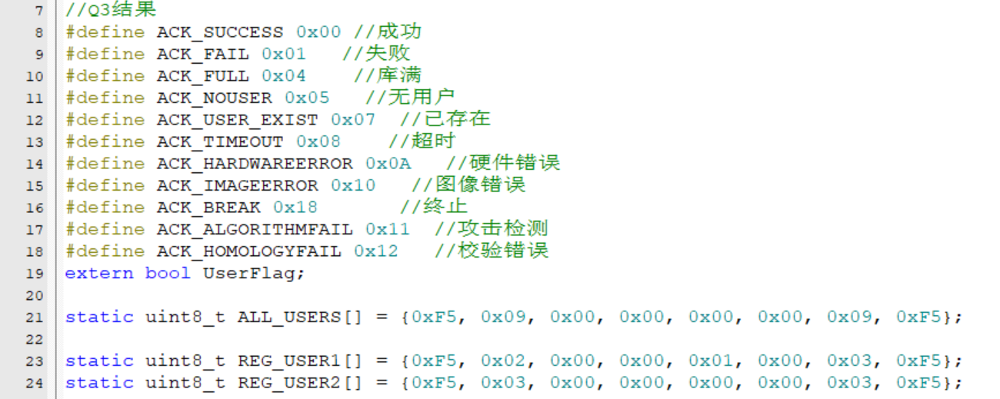 7 //Q3结果
8 #define ACK_SUCCESS 0x00 //成功
9 #define ACK_FAIL 0x01 //失败
10 #define ACK_FULL 0x04 //库满
11 #define ACK_NOUSER 0x05 //无用户
12 #define ACK_USER_EXIST 0x07 //已存在
13 #define ACK_TIMEOUT 0x08 //超时
14 #define ACK_HARDWAREERROR 0x0A //硬件错误
15 #define ACK_IMAGEERROR 0x10 //图像错误
16 #define ACK_BREAK 0x18 //终止
17 #define ACK_ALGORITHMFAIL 0x11 //攻击检测
18 #define ACK_HOMOLOGYFAIL 0x12 //校验错误
19 extern bool UserFlag;
20
21 static uint8_t ALL_USERS[] = {0xF5, 0x09, 0x00, 0x00, 0x00, 0x00, 0x09, 0xF5};
22
23 static uint8_t REG_USER1[] = {0xF5, 0x02, 0x00, 0x00, 0x01, 0x00, 0x03, 0xF5};
24 static uint8_t REG_USER2[] = {0xF5, 0x03, 0x00, 0x00, 0x00, 0x00, 0x03, 0xF5};